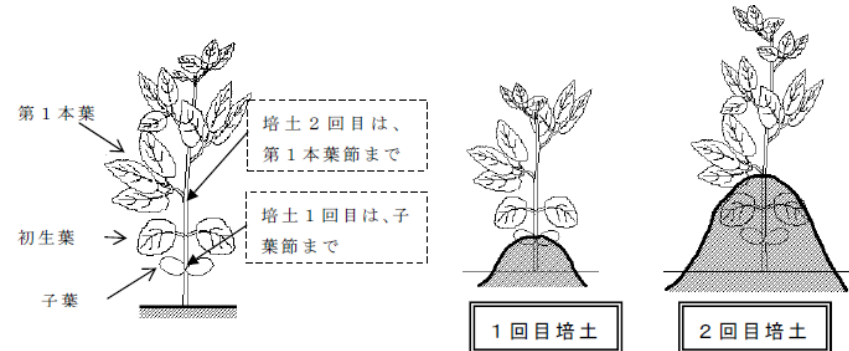 第１本葉
培土２回目は、
第１本葉節まで
培土１回目は、子
葉節まで
初生葉
子葉
１回目培土
２回目培土